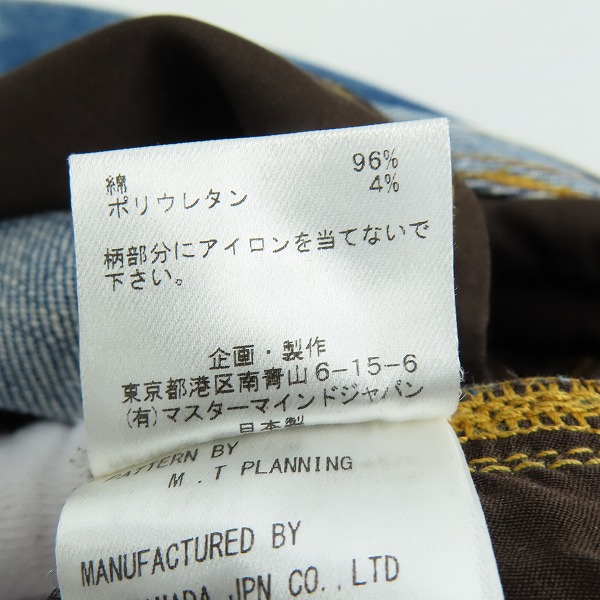 綿 96%
ポリウレタン 4%
柄部分にアイロンを当てないで
下さい。
企画・製作
東京都港区南青山6-15-6
(有)マスターマインドジャパン
日本製
PATTERN BY
M . T PLANNING
MANUFACTURED BY
JPN CO.,LTD